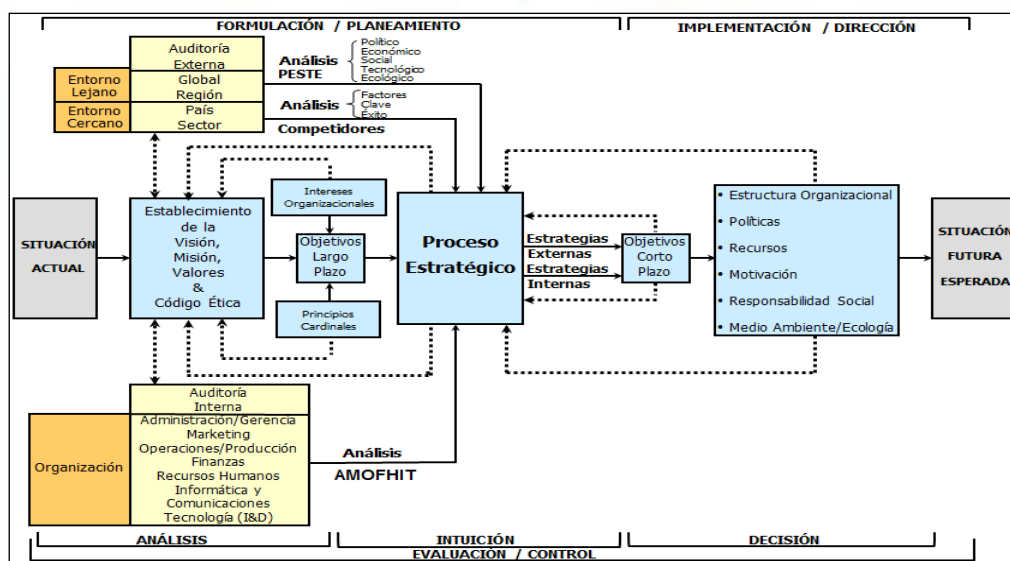 FORMULACIÓN / PLANEAMIENTO
IMPLEMENTACIÓN / DIRECCIÓN
Auditoría
Externa
Entorno
Lejano
Global
Región
Entorno
Cercano
País
Sector
Análisis
PESTE
Político
Económico
Social
Tecnológico
Ecológico
Análisis
Competidores
Factores
Clave
Éxito
SITUACIÓN
ACTUAL
Establecimiento
de la
Visión,
Misión,
Valores
&
Código Ética
Intereses
Organizacionales
Objetivos
Largo
Plazo
Principios
Cardinales
Proceso
Estratégico
Estrategias
Externas
Estrategias
Internas
Objetivos
Corto
Plazo
• Estructura Organizacional
• Políticas
• Recursos
• Motivación
• Responsabilidad Social
• Medio Ambiente/Ecología
SITUACIÓN
FUTURA
ESPERADA
Organización
Auditoría
Interna
Administración/Gerencia
Marketing
Operaciones/Producción
Finanzas
Recursos Humanos
Informática y
Comunicaciones
Tecnología (I&D)
Análisis
AMOFHIT
ANÁLISIS
INTUICIÓN
DECISIÓN
EVALUACIÓN / CONTROL